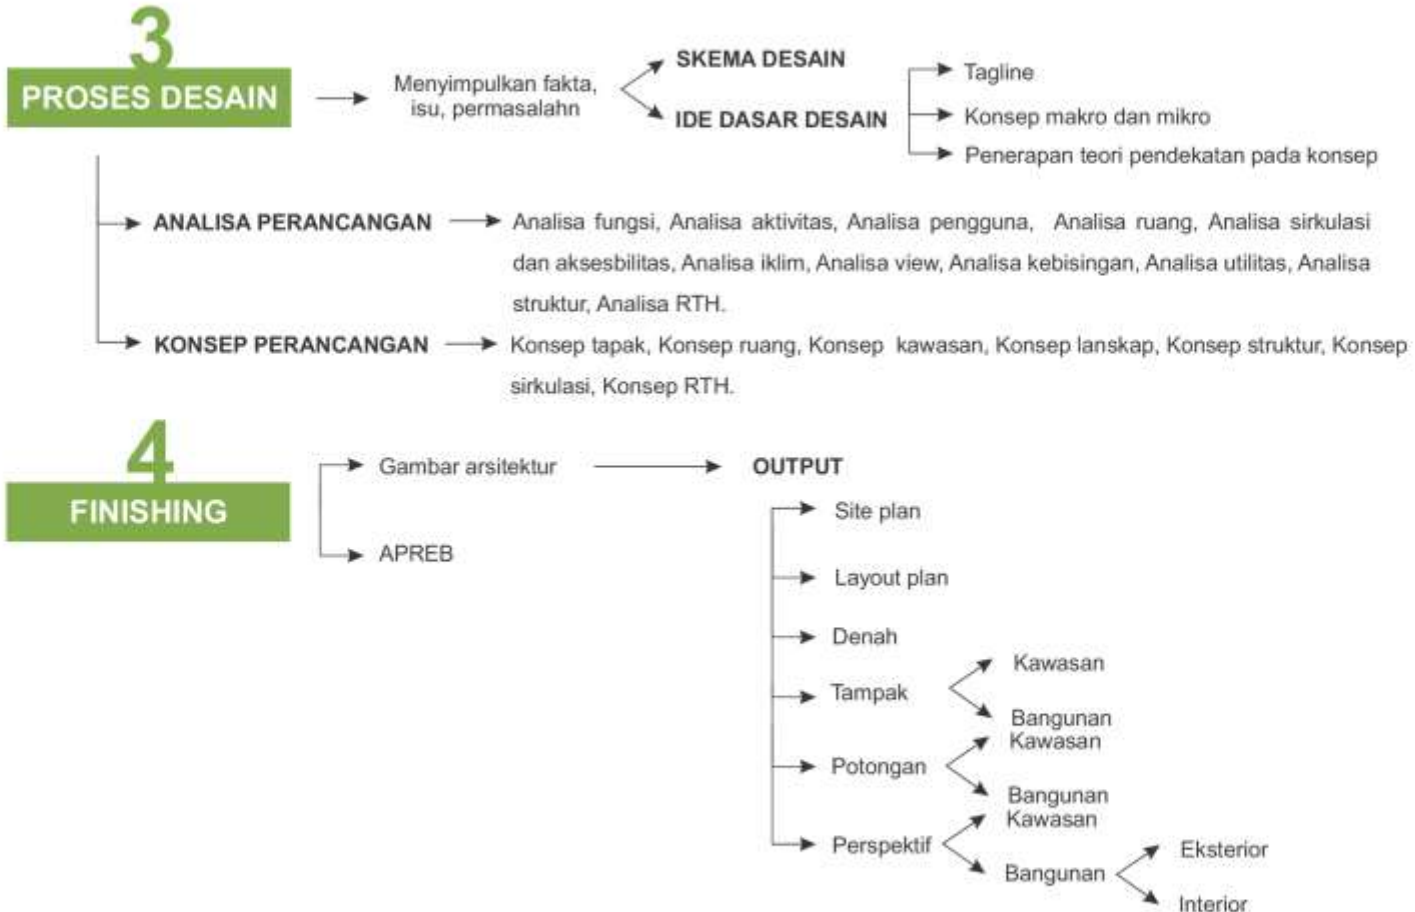 3
PROSES DESAIN
Menyimpulkan fakta,
isu, permasalahn
SKEMA DESAIN
IDE DASAR DESAIN
Tagline
Konsep makro dan mikro
Penerapan teori pendekatan pada konsep
ANALISA PERANCANGAN
Analisa fungsi, Analisa aktivitas, Analisa pengguna, Analisa ruang, Analisa sirkulasi
dan aksesbilitas, Analisa iklim, Analisa view, Analisa kebisingan, Analisa utilitas, Analisa
struktur, Analisa RTH.
KONSEP PERANCANGAN
Konsep tapak, Konsep ruang, Konsep kawasan, Konsep lanskap, Konsep struktur, Konsep
sirkulasi, Konsep RTH.
4
FINISHING
Gambar arsitektur
APREB
OUTPUT
Site plan
Layout plan
Denah
Tampak
Kawasan
Bangunan
Potongan
Kawasan
Bangunan
Perspektif
Kawasan
Bangunan
Eksterior
Interior